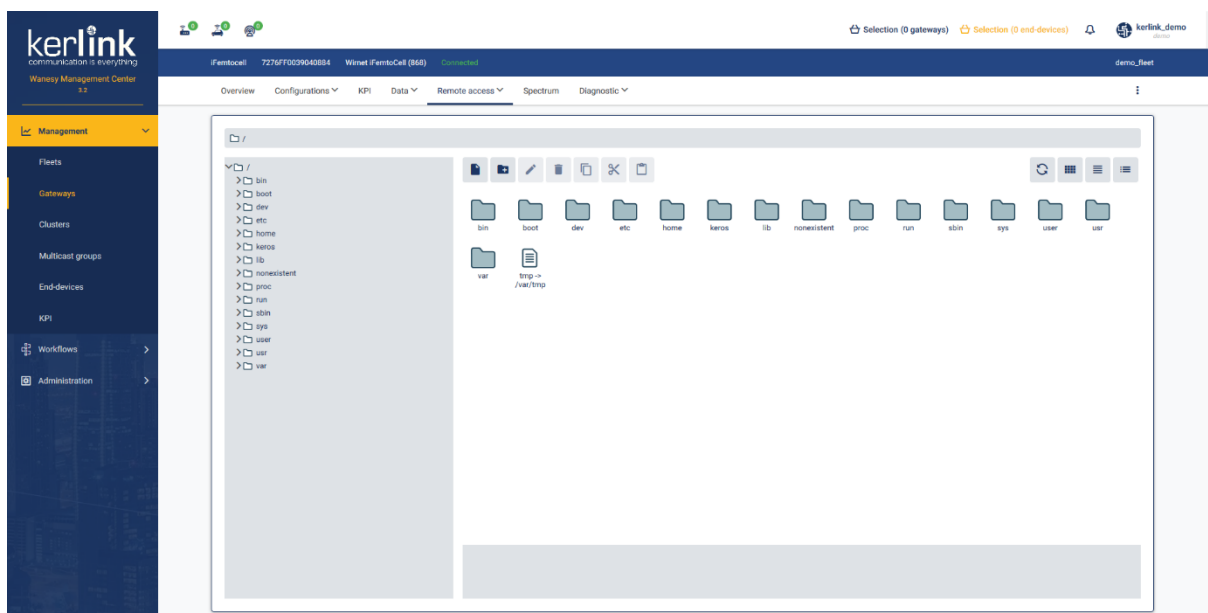 kerlink
communication is everything
Wanesy Management Center
3.2
0 0 0
Selection (0 gateways) Selection (0 end-devices)
kerlink_demo
demo
iFemtocell 7276FF0039040884 Wirnet iFemtoCell (868) Connected demo_fleet
Overview Configurations KPI Data Remote access Spectrum Diagnostic
Management
Fleets
Gateways
Clusters
Multicast groups
End-devices
KPI
Workflows
Administration
/
/
bin
boot
dev
etc
home
keros
lib
nonexistent
proc
run
sbin
sys
user
usr
var
bin boot dev etc home keros lib nonexistent proc run sbin sys user usr
var tmp ->
/var/tmp